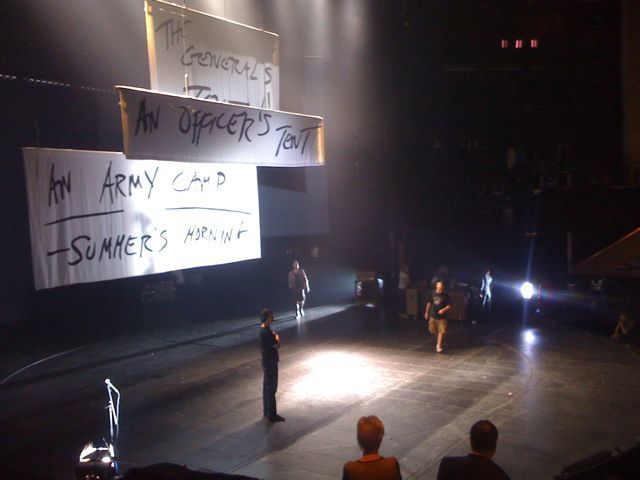 THE
GENERAL'S
AN OFFICER'S TENT
AN ARMY CAMP
-SUMMER'S MORNING